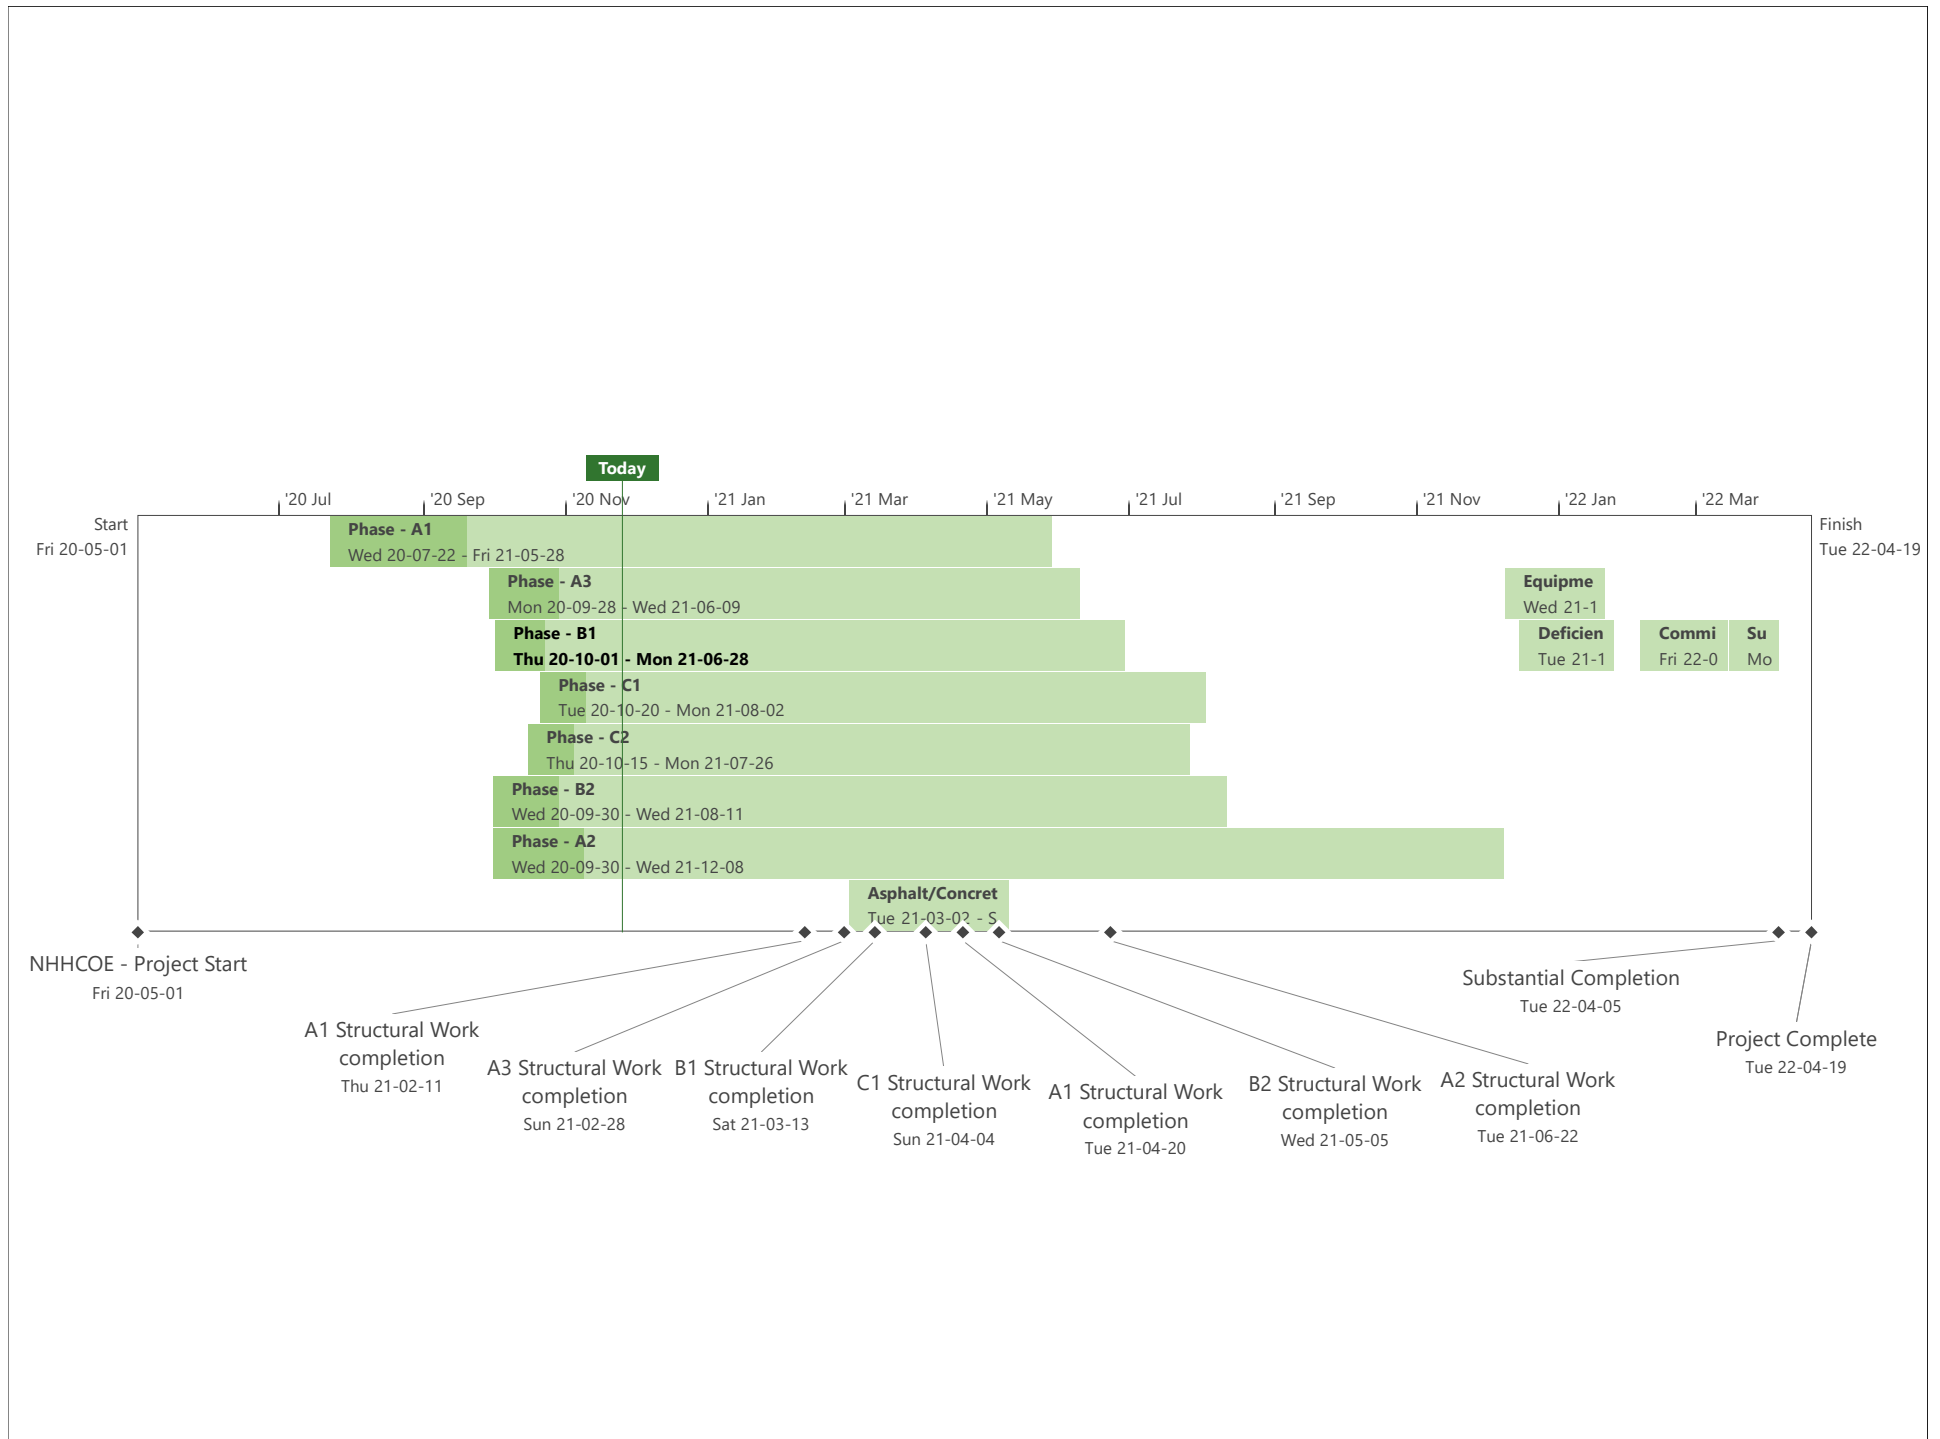 Today
'20 Jul
'20 Sep
'20 Nov
'21 Jan
'21 Mar
'21 May
'21 Jul
'21 Sep
'21 Nov
'22 Jan
'22 Mar
Start
Fri 20-05-01
Finish
Tue 22-04-19
Phase - A1
Wed 20-07-22 - Fri 21-05-28
Phase - A3
Mon 20-09-28 - Wed 21-06-09
Equipme
Wed 21-1
Phase - B1
Thu 20-10-01 - Mon 21-06-28
Deficien
Tue 21-1
Commi
Fri 22-0
Su
Mo
Phase - C1
Tue 20-10-20 - Mon 21-08-02
Phase - C2
Thu 20-10-15 - Mon 21-07-26
Phase - B2
Wed 20-09-30 - Wed 21-08-11
Phase - A2
Wed 20-09-30 - Wed 21-12-08
Asphalt/Concret
Tue 21-03-02 - S
NHHCOE - Project Start
Fri 20-05-01
A1 Structural Work
completion
Thu 21-02-11
A3 Structural Work
completion
Sun 21-02-28
B1 Structural Work
completion
Sat 21-03-13
C1 Structural Work
completion
Sun 21-04-04
A1 Structural Work
completion
Tue 21-04-20
B2 Structural Work
completion
Wed 21-05-05
A2 Structural Work
completion
Tue 21-06-22
Substantial Completion
Tue 22-04-05
Project Complete
Tue 22-04-19